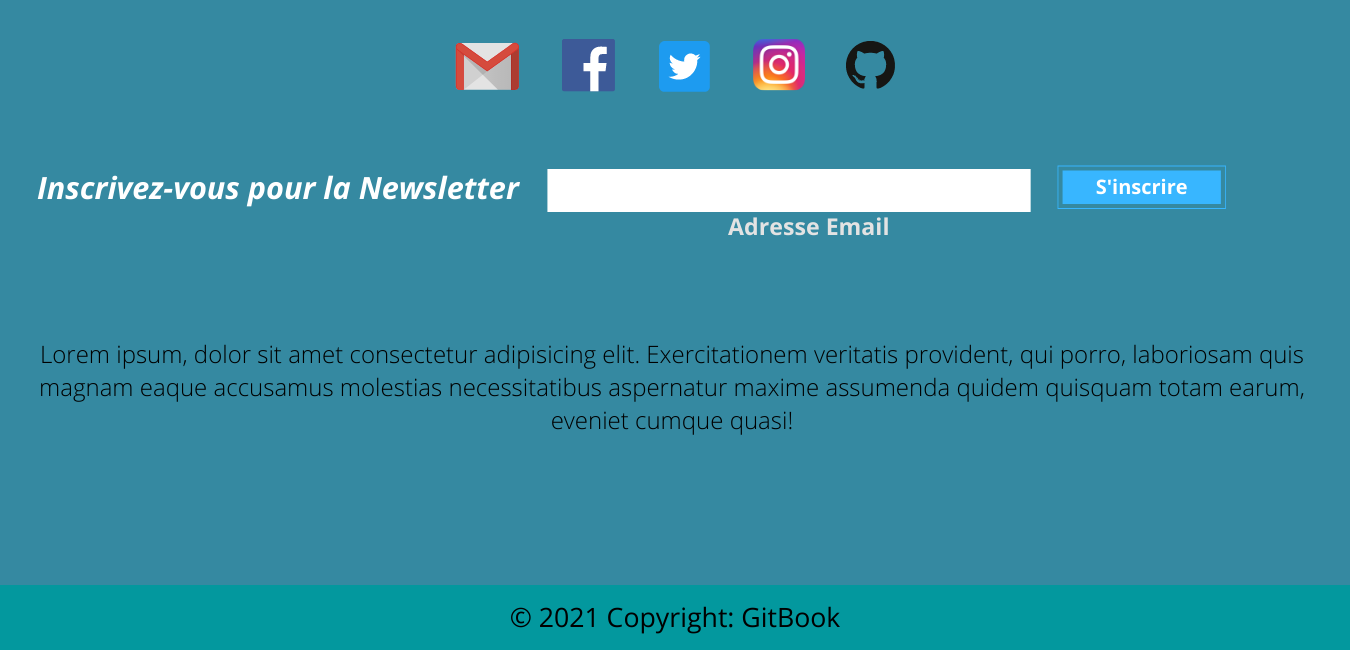 Inscrivez-vous pour la Newsletter
S'inscrire
Adresse Email
Lorem ipsum, dolor sit amet consectetur adipisicing elit. Exercitationem veritatis provident, qui porro, laboriosam quis
magnam eaque accusamus molestias necessitatibus aspernatur maxime assumenda quidem quisquam totam earum,
eveniet cumque quasi!
© 2021 Copyright: GitBook